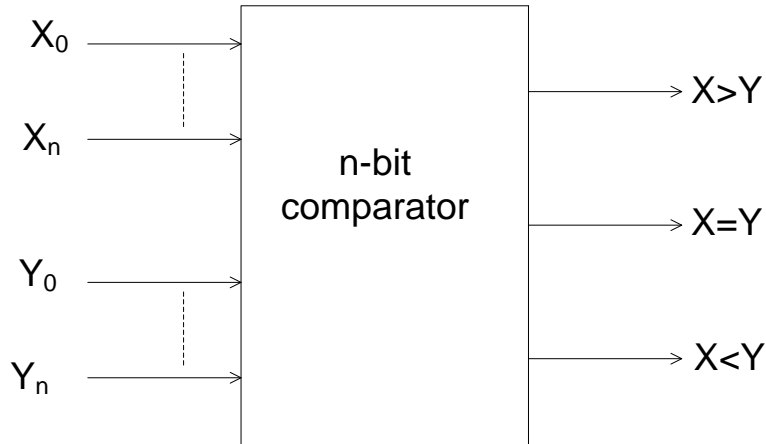 X₀
Xₙ
Y₀
Yₙ
n-bit
comparator
X>Y
X=Y
X<Y